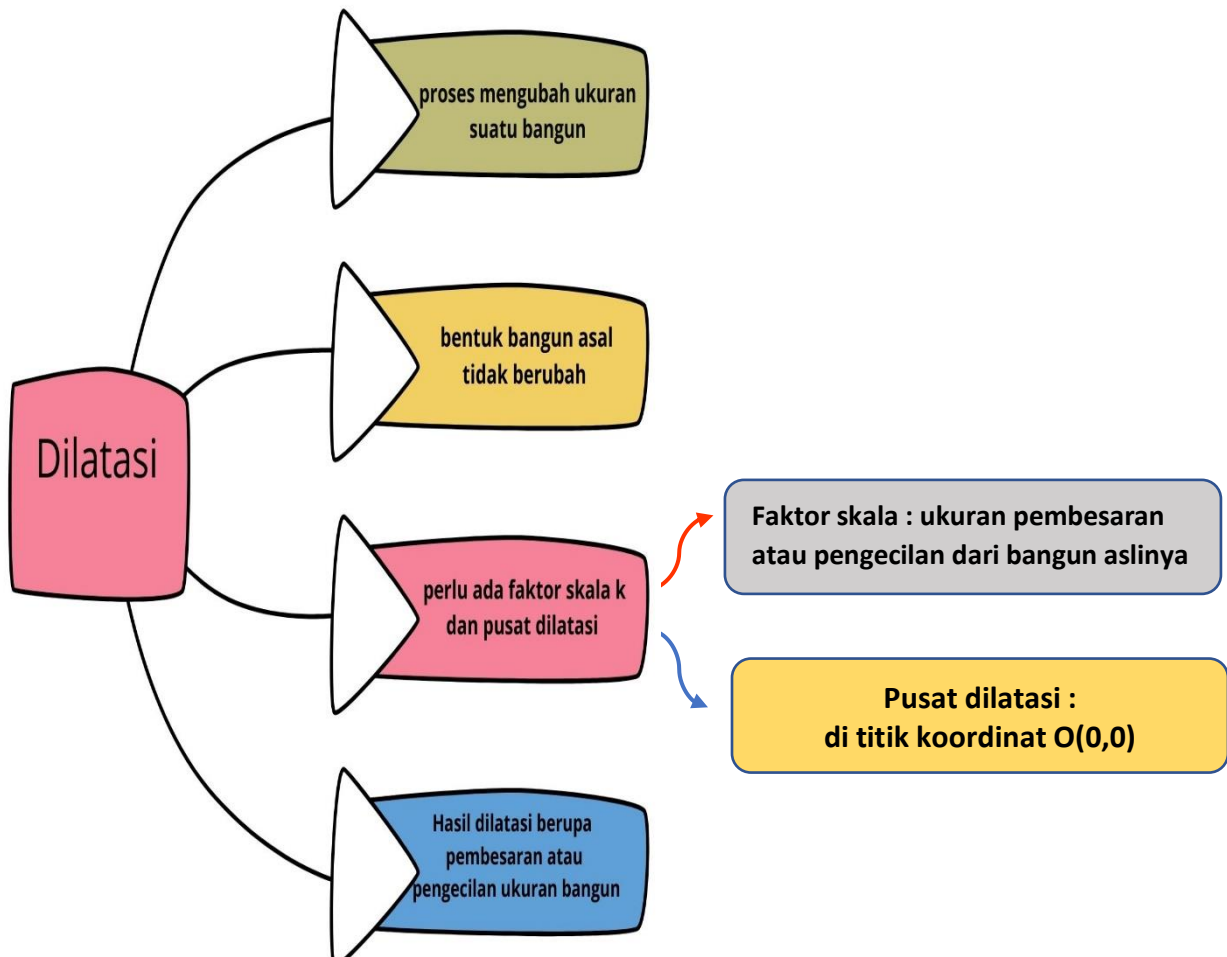 Dilatasi
proses mengubah ukuran
suatu bangun
bentuk bangun asal
tidak berubah
perlu ada faktor skala k
dan pusat dilatasi
Faktor skala : ukuran pembesaran
atau pengecilan dari bangun aslinya
Pusat dilatasi :
di titik koordinat O(0,0)
Hasil dilatasi berupa
pembesaran atau
pengecilan ukuran bangun